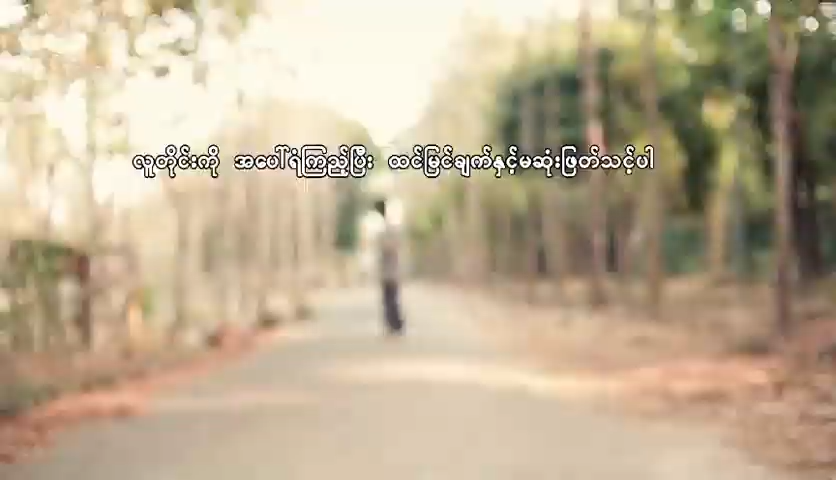 လူတိုင်းကို အပေါ်ရံကြည့်ပြီး ထင်မြင်ချက်နှင့်မဆုံးဖြတ်သင့်ပါ